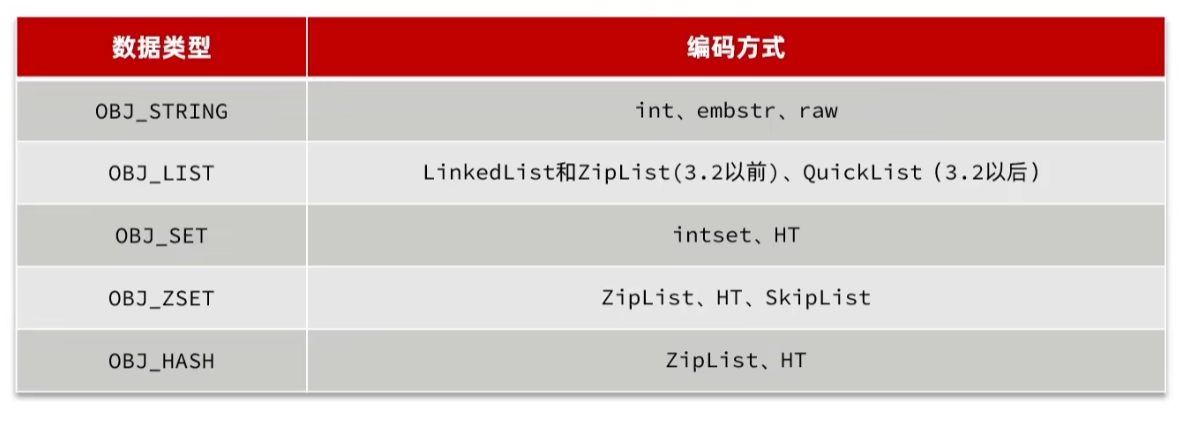 数据类型 编码方式
OBJ_STRING int、embstr、raw
OBJ_LIST LinkedList和ZipList(3.2以前)、QuickList（3.2以后）
OBJ_SET intset、HT
OBJ_ZSET ZipList、HT、SkipList
OBJ_HASH ZipList、HT